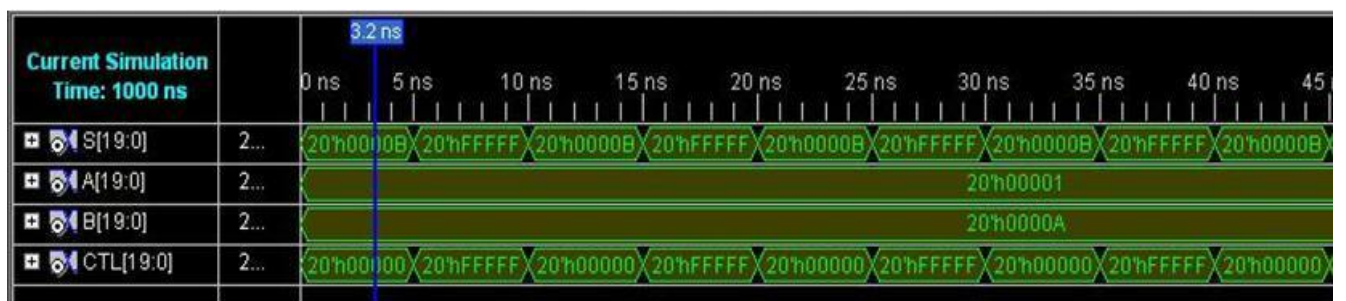 3.2 ns
Current Simulation
Time: 1000 ns
0 ns 5 ns 10 ns 15 ns 20 ns 25 ns 30 ns 35 ns 40 ns 45
S[19:0] 2... 20'h0000B 20'hFFFFF 20'h0000B 20'hFFFFF 20'h0000B 20'hFFFFF 20'h0000B 20'hFFFFF 20'h0000B
A[19:0] 2... 20'h00001
B[19:0] 2... 20'h0000A
CTL[19:0] 2... 20'h00000 20'hFFFFF 20'h00000 20'hFFFFF 20'h00000 20'hFFFFF 20'h00000 20'hFFFFF 20'h00000